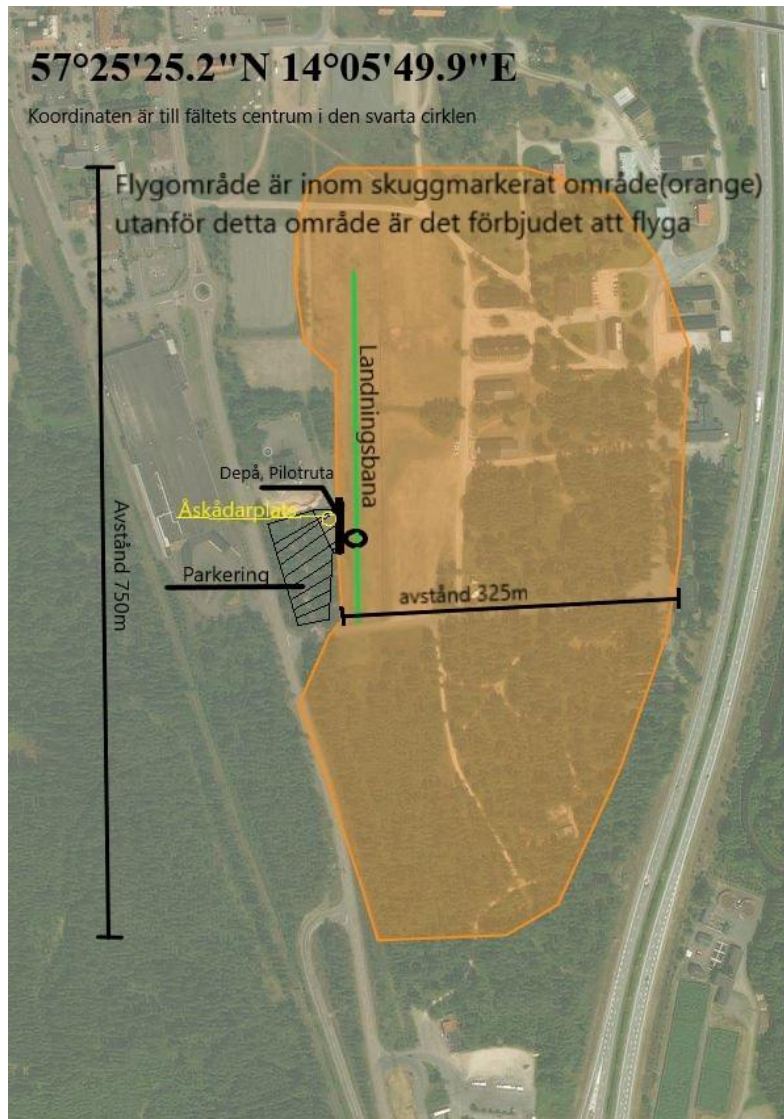 57°25'25.2"N 14°05'49.9"E
Koordinaten är till fältets centrum i den svarta cirklen
Flygområde är inom skuggmarkerat område(orange)
utanför detta område är det förbjudet att flyga
Landningsbana
Depå, Pilotruta
Åskådarplats
Avstånd 750m
Parkering
avstånd 325m